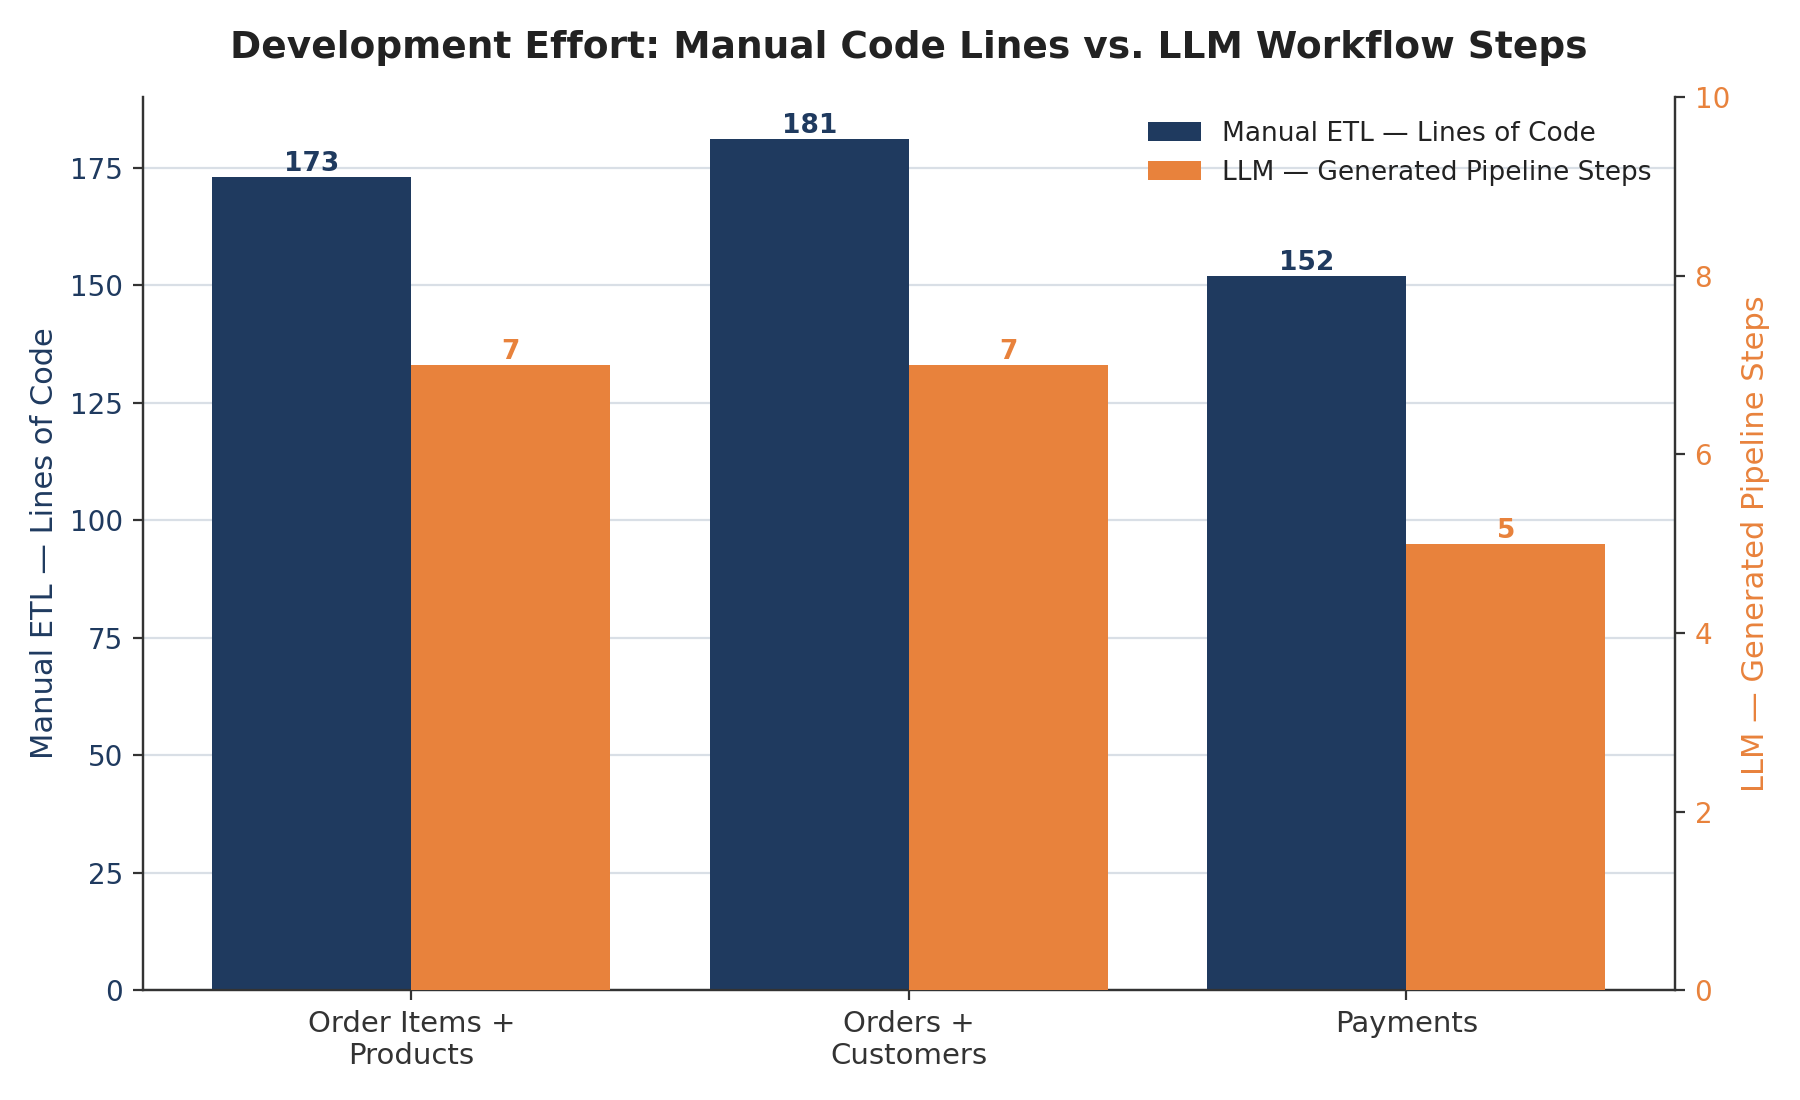 Development Effort: Manual Code Lines vs. LLM Workflow Steps
Manual ETL — Lines of Code
LLM — Generated Pipeline Steps
Manual ETL — Lines of Code
175
150
125
100
75
50
25
0
173
7
181
7
152
5
10
8
6
4
2
0
LLM — Generated Pipeline Steps
Order Items +
Products
Orders +
Customers
Payments